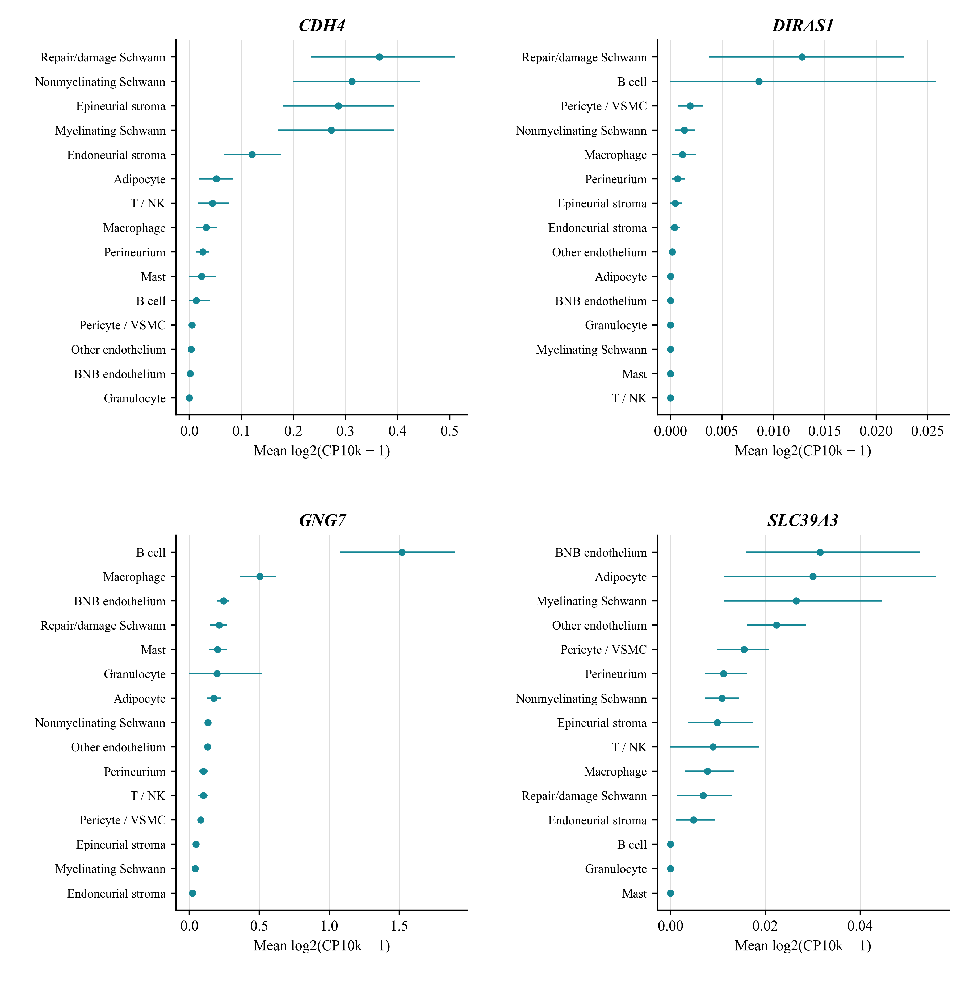 CDH4
Repair/damage Schwann
Nonmyelinating Schwann
Epineurial stroma
Myelinating Schwann
Endoneurial stroma
Adipocyte
T / NK
Macrophage
Perineurium
Mast
B cell
Pericyte / VSMC
Other endothelium
BNB endothelium
Granulocyte
0.0 0.1 0.2 0.3 0.4 0.5
Mean log2(CP10k + 1)
DIRAS1
Repair/damage Schwann
B cell
Pericyte / VSMC
Nonmyelinating Schwann
Macrophage
Perineurium
Epineurial stroma
Endoneurial stroma
Other endothelium
Adipocyte
BNB endothelium
Granulocyte
Myelinating Schwann
Mast
T / NK
0.000 0.005 0.010 0.015 0.020 0.025
Mean log2(CP10k + 1)
GNG7
B cell
Macrophage
BNB endothelium
Repair/damage Schwann
Mast
Granulocyte
Adipocyte
Nonmyelinating Schwann
Other endothelium
Perineurium
T / NK
Pericyte / VSMC
Epineurial stroma
Myelinating Schwann
Endoneurial stroma
0.0 0.5 1.0 1.5
Mean log2(CP10k + 1)
SLC39A3
BNB endothelium
Adipocyte
Myelinating Schwann
Other endothelium
Pericyte / VSMC
Perineurium
Nonmyelinating Schwann
Epineurial stroma
T / NK
Macrophage
Repair/damage Schwann
Endoneurial stroma
B cell
Granulocyte
Mast
0.00 0.02 0.04
Mean log2(CP10k + 1)